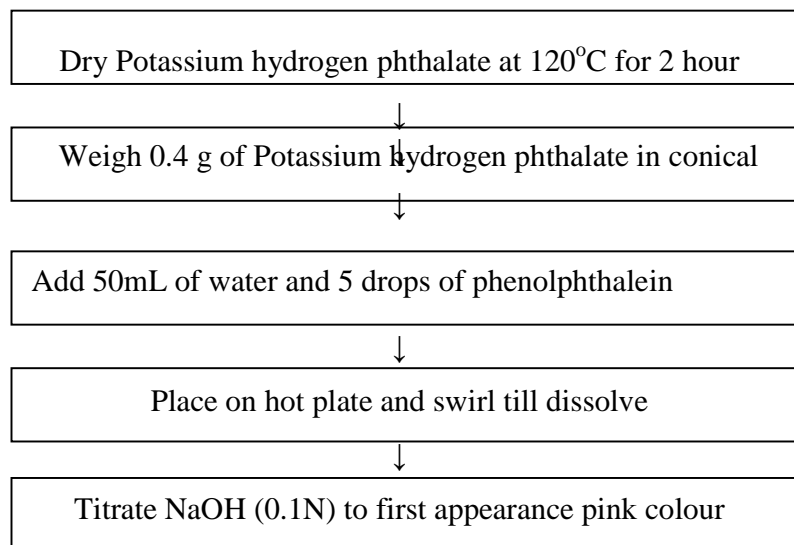 Dry Potassium hydrogen phthalate at 120°C for 2 hour
↓
Weigh 0.4 g of Potassium hydrogen phthalate in conical
↓
↓
Add 50mL of water and 5 drops of phenolphthalein
↓
Place on hot plate and swirl till dissolve
↓
Titrate NaOH (0.1N) to first appearance pink colour